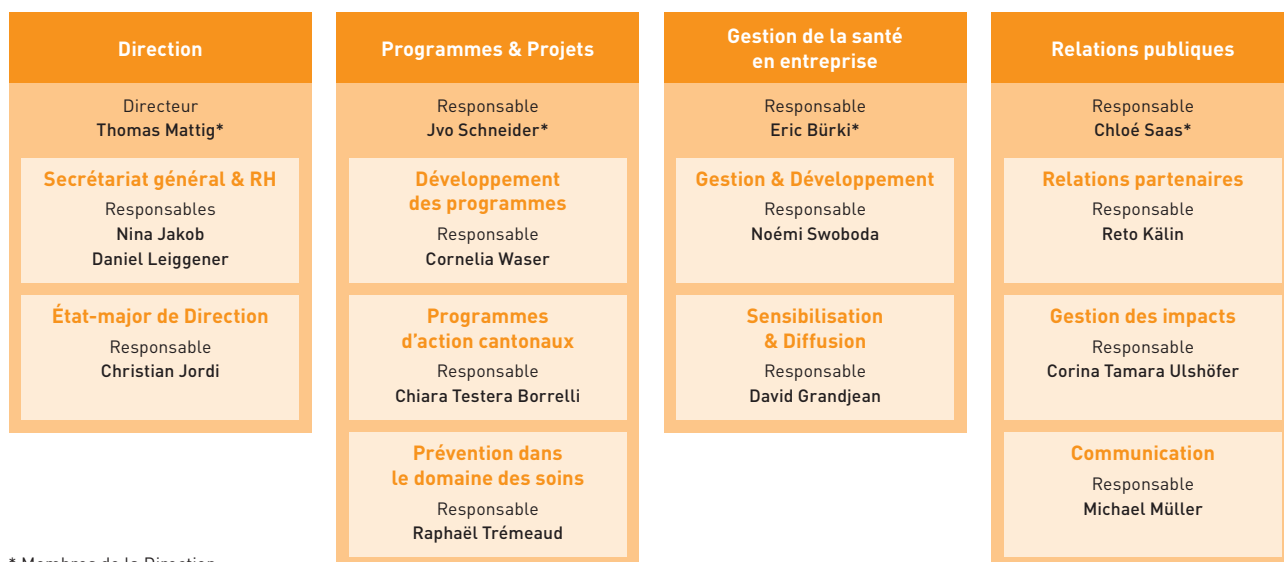 Direction
Directeur
Thomas Mattig*
Secrétariat général & RH
Responsables
Nina Jakob
Daniel Leiggener
État-major de Direction
Responsable
Christian Jordi
Programmes & Projets
Responsable
Jvo Schneider*
Développement
des programmes
Responsable
Cornelia Waser
Programmes
d'action cantonaux
Responsable
Chiara Testera Borrelli
Prévention dans
le domaine des soins
Responsable
Raphaël Trémeaud
Gestion de la santé
en entreprise
Responsable
Eric Bürki*
Gestion & Développement
Responsable
Noémi Swoboda
Sensibilisation
& Diffusion
Responsable
David Grandjean
Relations publiques
Responsable
Chloé Saas*
Relations partenaires
Responsable
Reto Kälin
Gestion des impacts
Responsable
Corina Tamara Ulshöfer
Communication
Responsable
Michael Müller
* Membres de la Direction